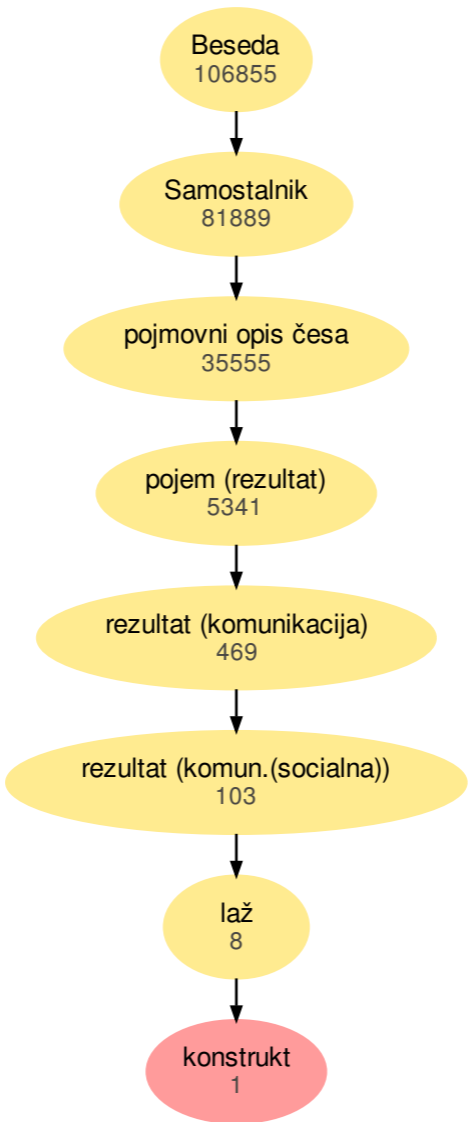 Beseda
106855
Samostalnik
81889
pojmovni opis česa
35555
pojem (rezultat)
5341
rezultat (komunikacija)
469
rezultat (komun.(socialna))
103
laž
8
konstrukt
1